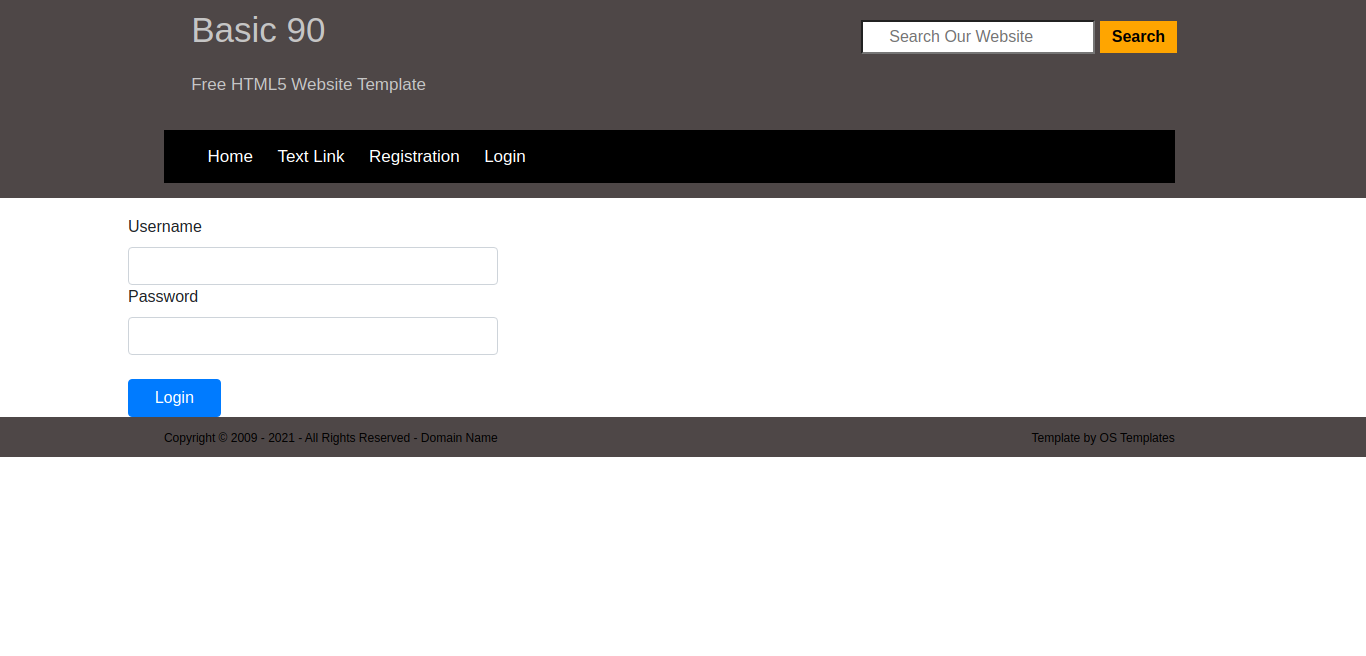 Basic 90
Search Our Website
Search
Free HTML5 Website Template
Home Text Link Registration Login
Username
Password
Login
Copyright © 2009 - 2021 - All Rights Reserved - Domain Name
Template by OS Templates